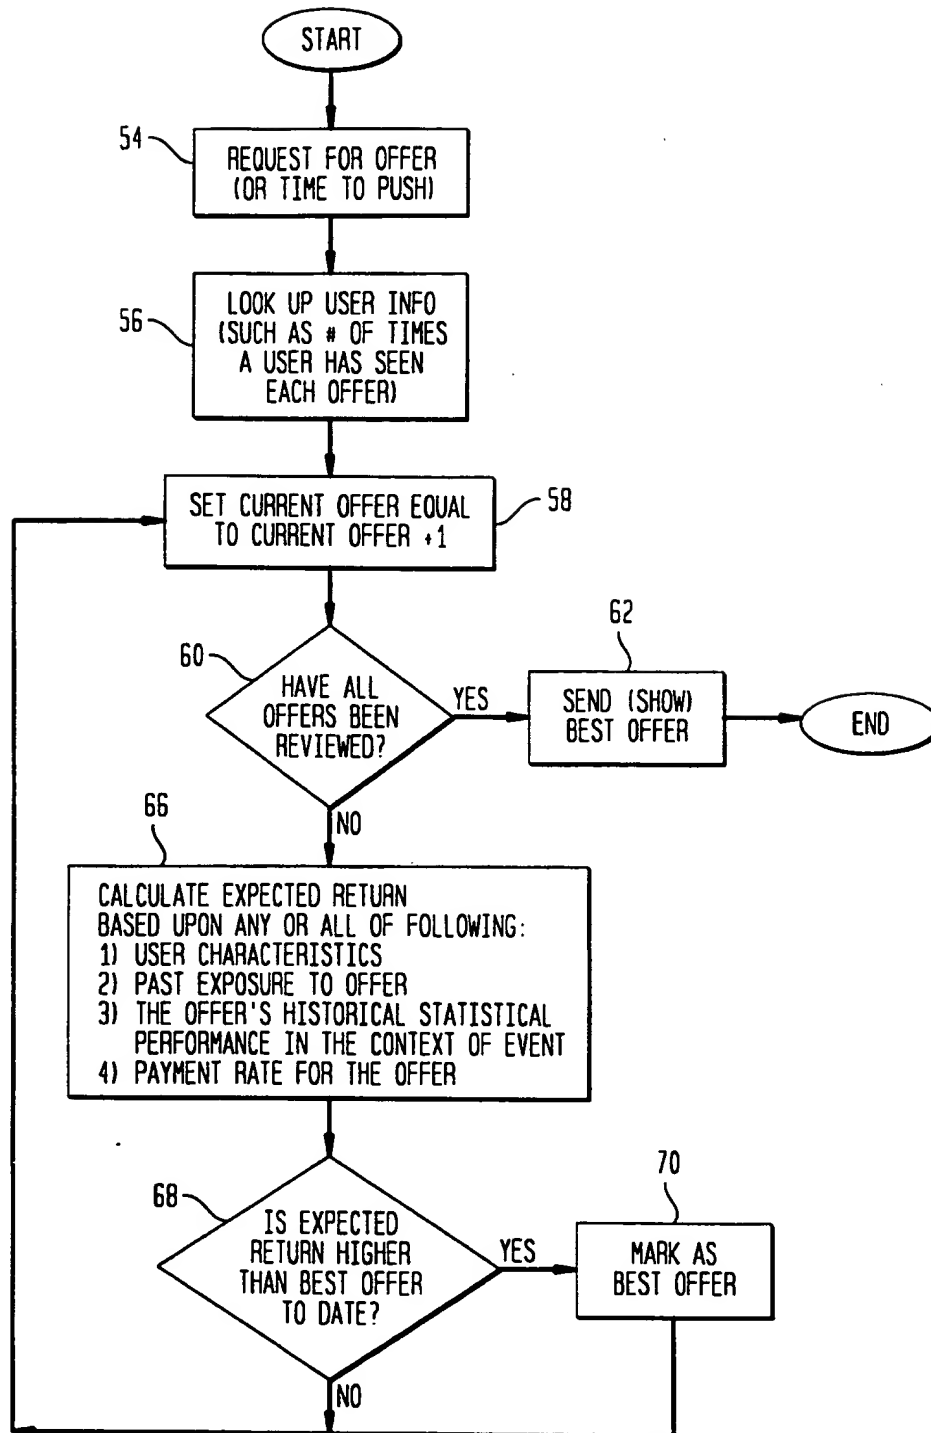 START
54
REQUEST FOR OFFER
(OR TIME TO PUSH)
56
LOOK UP USER INFO
(SUCH AS # OF TIMES
A USER HAS SEEN
EACH OFFER)
SET CURRENT OFFER EQUAL
TO CURRENT OFFER +1
58
60
HAVE ALL
OFFERS BEEN
REVIEWED?
YES
62
SEND (SHOW)
BEST OFFER
END
NO
66
CALCULATE EXPECTED RETURN
BASED UPON ANY OR ALL OF FOLLOWING:
1) USER CHARACTERISTICS
2) PAST EXPOSURE TO OFFER
3) THE OFFER'S HISTORICAL STATISTICAL
PERFORMANCE IN THE CONTEXT OF EVENT
4) PAYMENT RATE FOR THE OFFER
68
IS EXPECTED
RETURN HIGHER
THAN BEST OFFER
TO DATE?
YES
70
MARK AS
BEST OFFER
NO